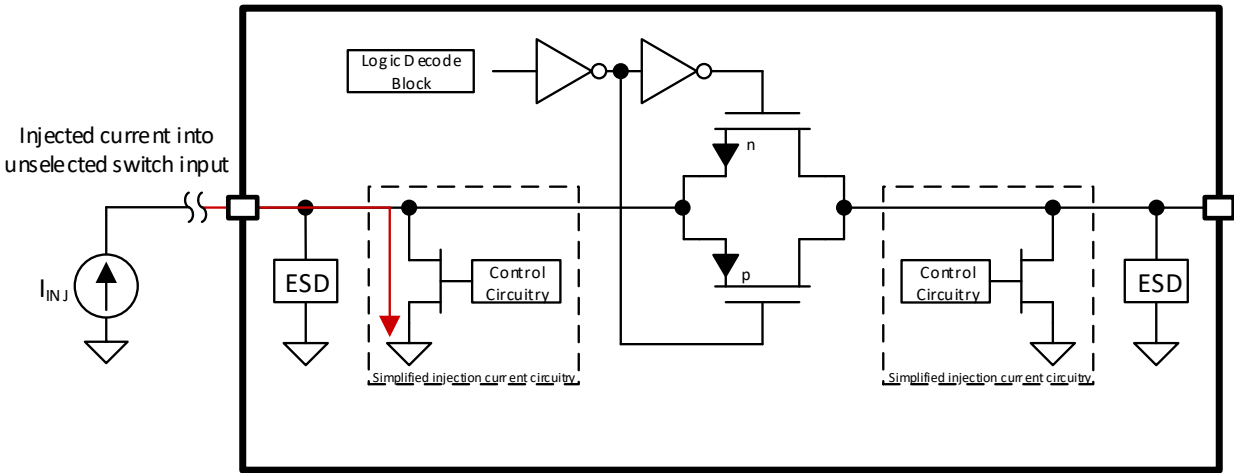 Logic Decode
Block
Injected current into
unselected switch input
n
p
I_INJ
ESD
Control
Circuitry
Control
Circuitry
ESD
Simplified injection current circuitry
Simplified injection current circuitry